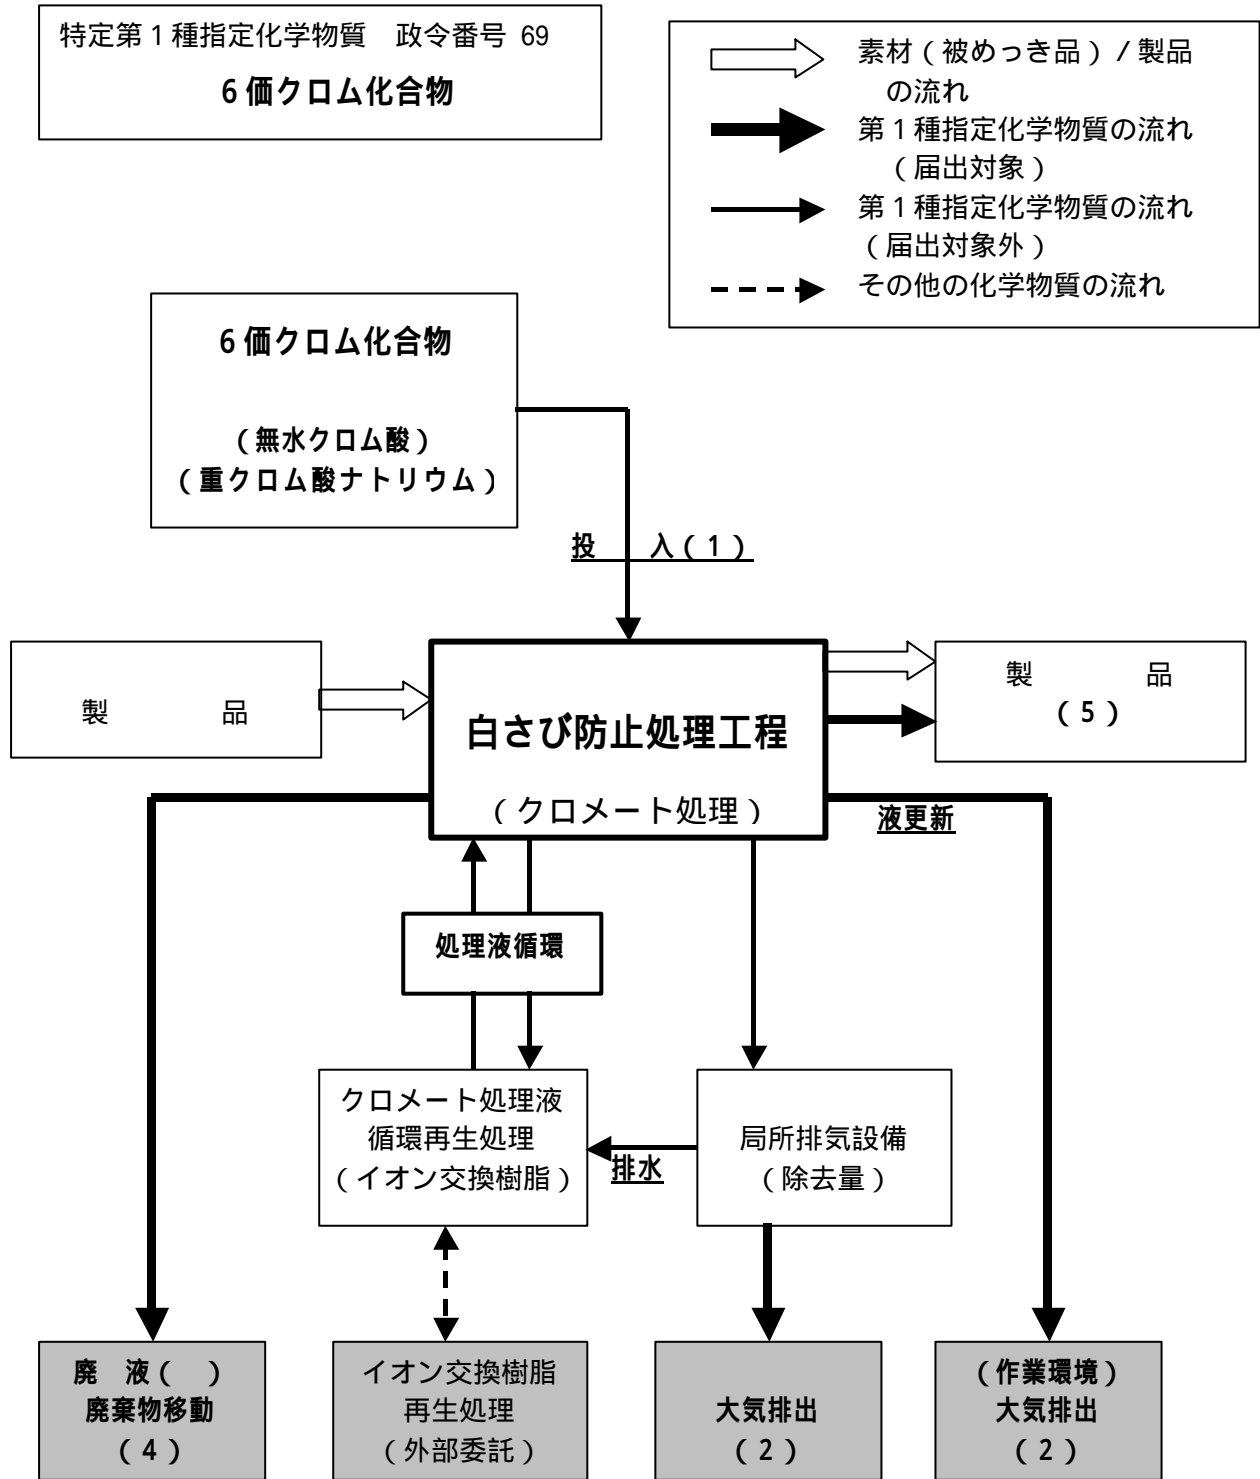 特定第1種指定化学物質　政令番号 69
6価クロム化合物
素材(被めっき品)/製品
の流れ
第1種指定化学物質の流れ
(届出対象)
第1種指定化学物質の流れ
(届出対象外)
その他の化学物質の流れ
6価クロム化合物
(無水クロム酸)
(重クロム酸ナトリウム)
投　入(1)
製　品
白さび防止処理工程
(クロメート処理)
製　品
(5)
液更新
処理液循環
クロメート処理液
循環再生処理
(イオン交換樹脂)
排水
局所排気設備
(除去量)
廃　液(　)
廃棄物移動
(4)
イオン交換樹脂
再生処理
(外部委託)
大気排出
(2)
(作業環境)
大気排出
(2)